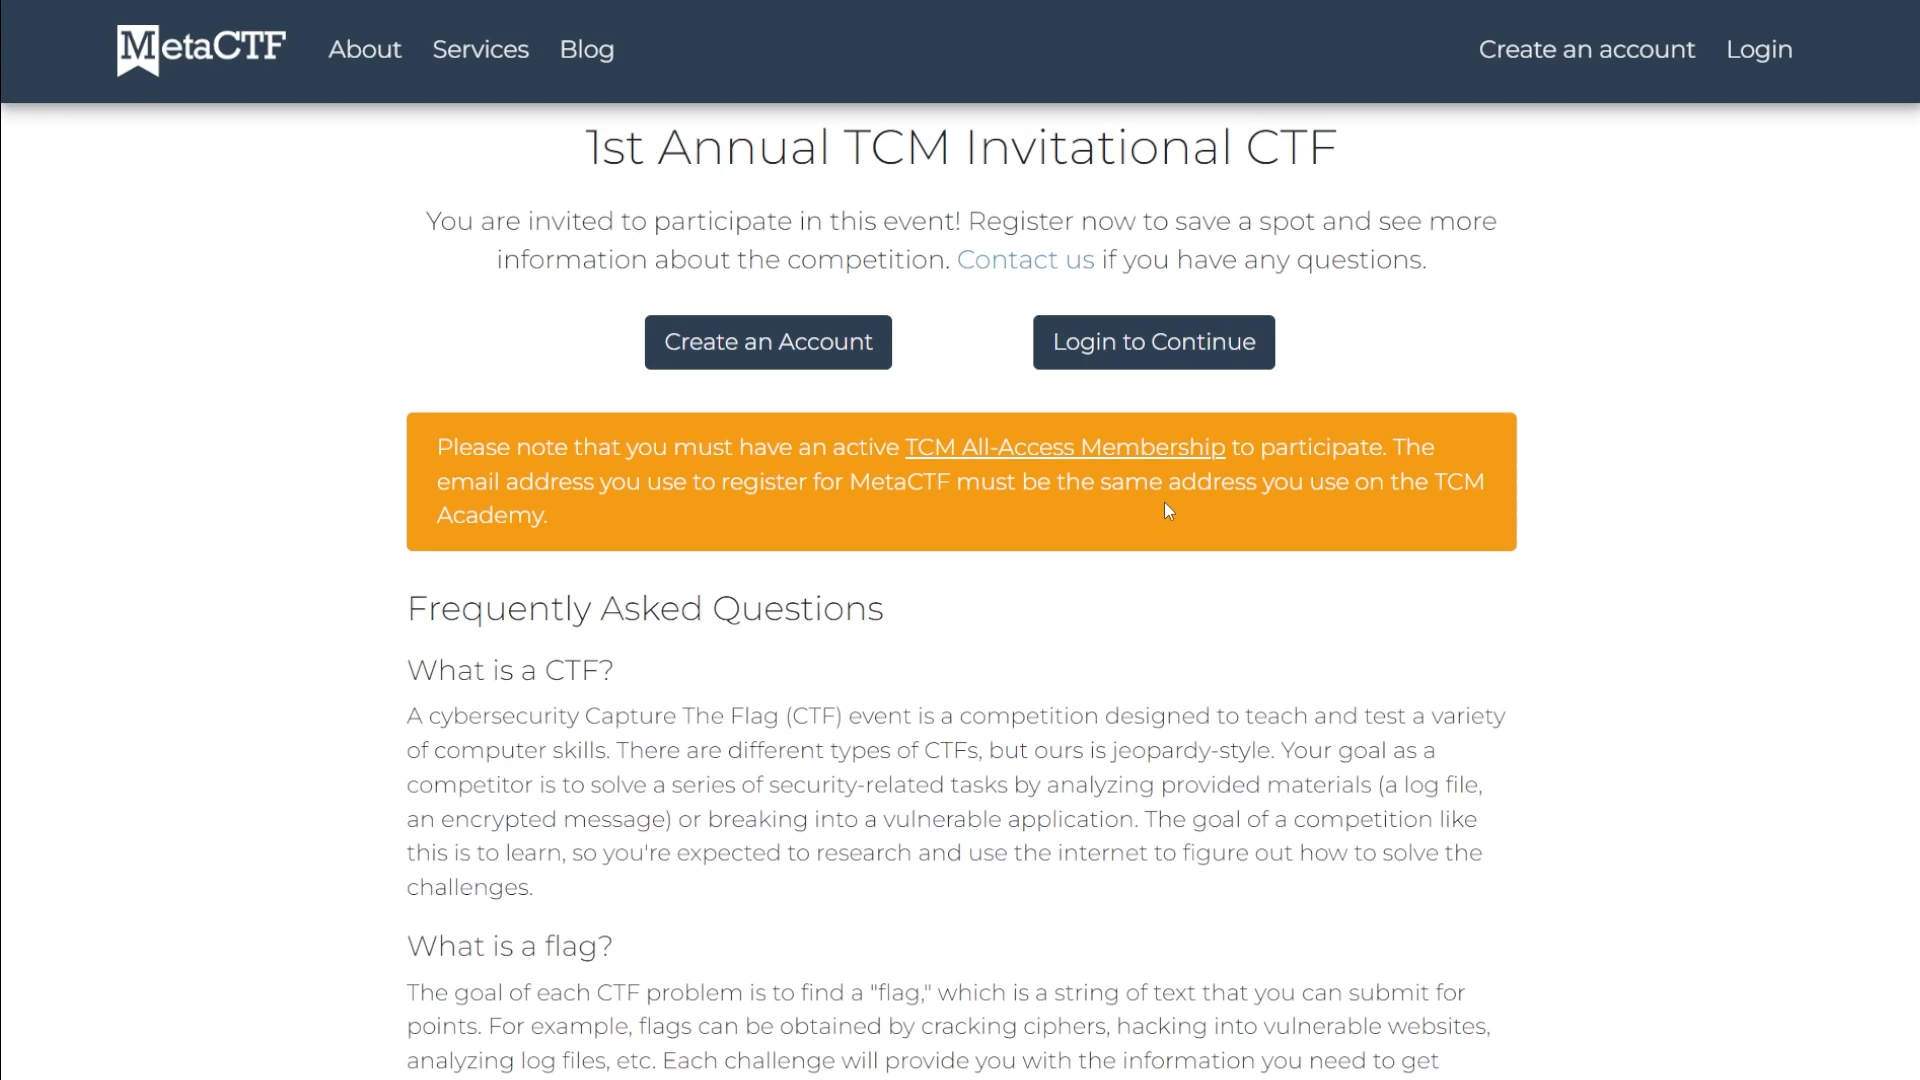 MetaCTF About Services Blog Create an account Login
1st Annual TCM Invitational CTF
You are invited to participate in this event! Register now to save a spot and see more
information about the competition. Contact us if you have any questions.
Create an Account Login to Continue
Please note that you must have an active TCM All-Access Membership to participate. The
email address you use to register for MetaCTF must be the same address you use on the TCM
Academy.
Frequently Asked Questions
What is a CTF?
A cybersecurity Capture The Flag (CTF) event is a competition designed to teach and test a variety
of computer skills. There are different types of CTFs, but ours is jeopardy-style. Your goal as a
competitor is to solve a series of security-related tasks by analyzing provided materials (a log file,
an encrypted message) or breaking into a vulnerable application. The goal of a competition like
this is to learn, so you're expected to research and use the internet to figure out how to solve the
challenges.
What is a flag?
The goal of each CTF problem is to find a "flag," which is a string of text that you can submit for
points. For example, flags can be obtained by cracking ciphers, hacking into vulnerable websites,
analyzing log files, etc. Each challenge will provide you with the information you need to get